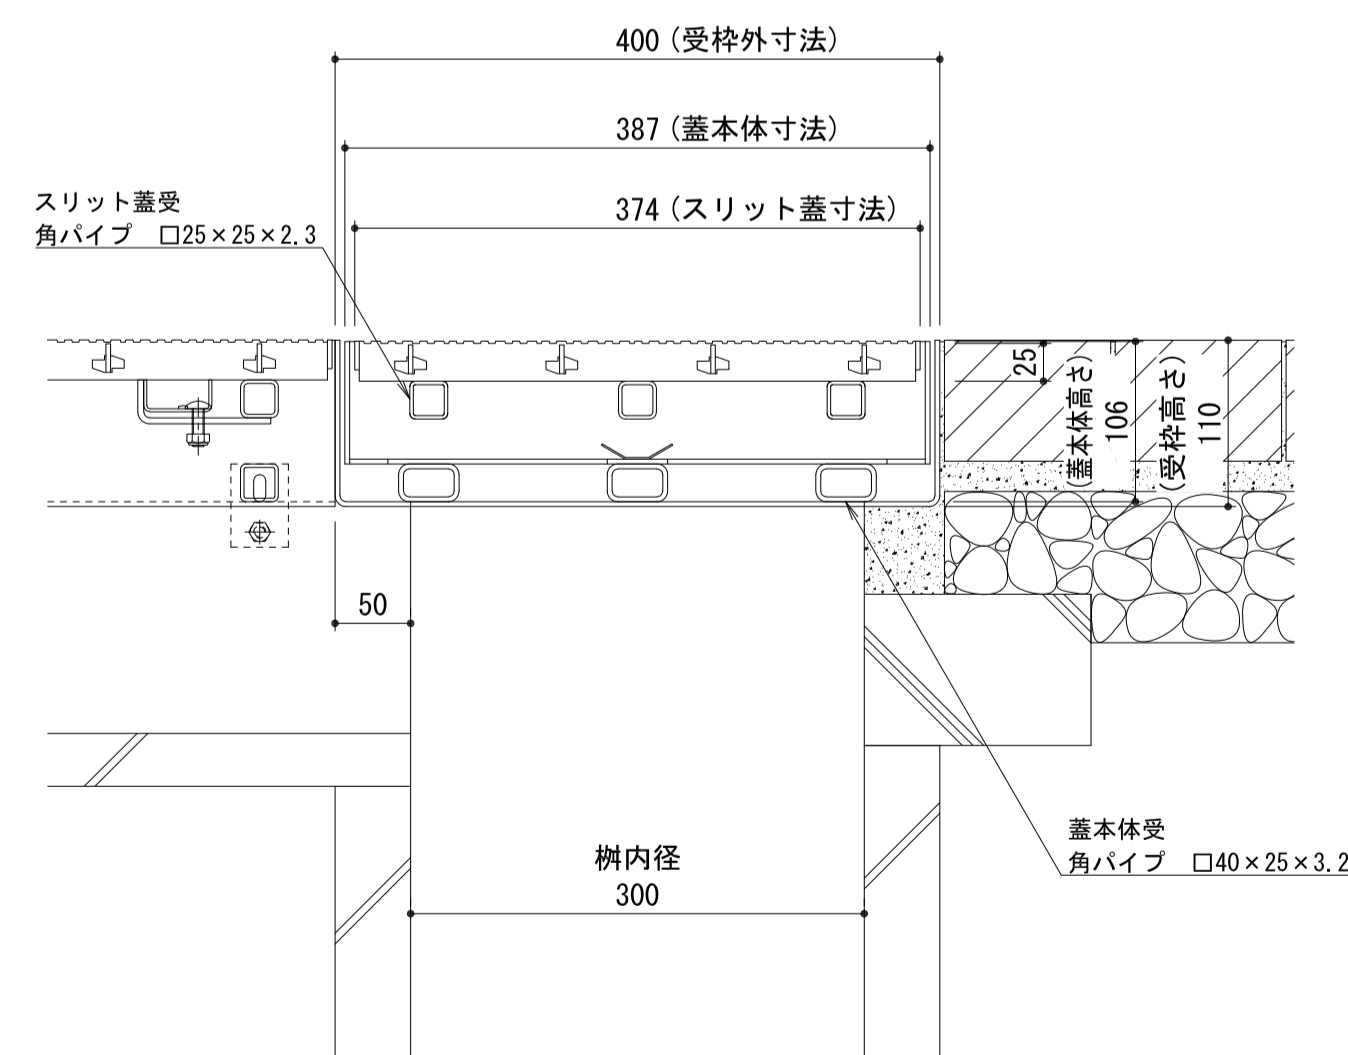 400（受枠外寸法）
387（蓋本体寸法）
374（スリット蓋寸法）
スリット蓋受
角パイプ　□25×25×2.3
25
（蓋本体高さ）
106
（受枠高さ）
110
50
桝内径
300
蓋本体受
角パイプ　□40×25×3.2